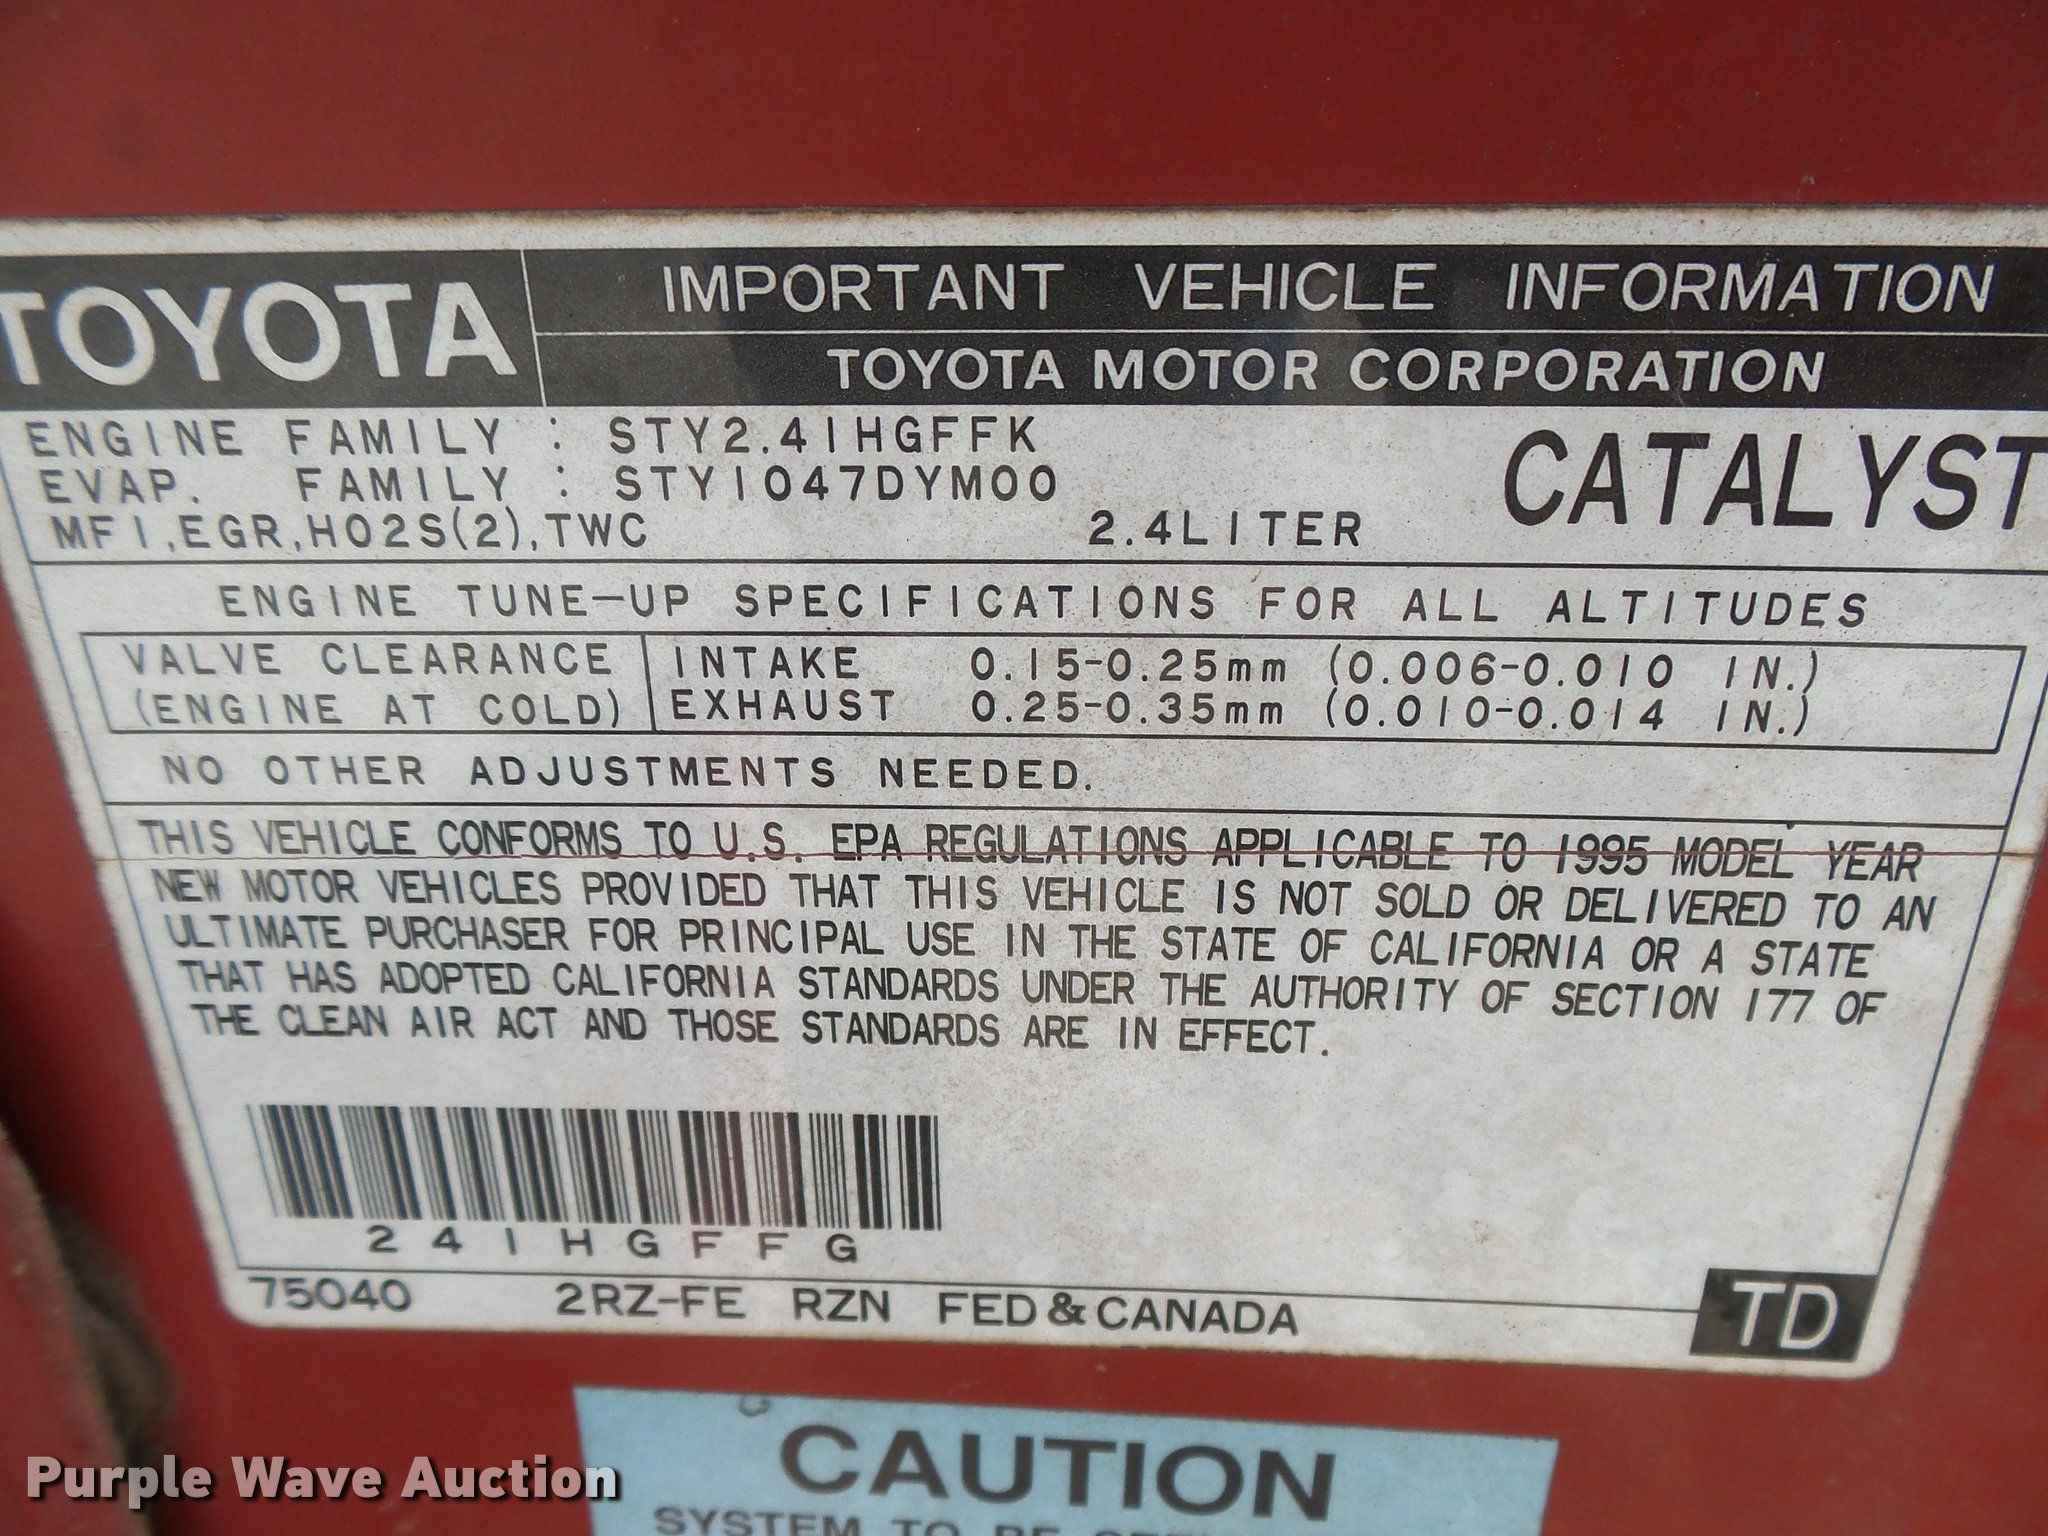 TOYOTA IMPORTANT VEHICLE INFORMATION
TOYOTA MOTOR CORPORATION
ENGINE FAMILY : STY2.4IHGFFK
EVAP. FAMILY : STY1047DYM00
CATALYST
MFI,EGR,HO2S(2),TWC 2.4LITER
ENGINE TUNE-UP SPECIFICATIONS FOR ALL ALTITUDES
VALVE CLEARANCE INTAKE 0.15-0.25mm (0.006-0.010 IN.)
(ENGINE AT COLD) EXHAUST 0.25-0.35mm (0.010-0.014 IN.)
NO OTHER ADJUSTMENTS NEEDED.
THIS VEHICLE CONFORMS TO U.S. EPA REGULATIONS APPLICABLE TO 1995 MODEL YEAR
NEW MOTOR VEHICLES PROVIDED THAT THIS VEHICLE IS NOT SOLD OR DELIVERED TO AN
ULTIMATE PURCHASER FOR PRINCIPAL USE IN THE STATE OF CALIFORNIA OR A STATE
THAT HAS ADOPTED CALIFORNIA STANDARDS UNDER THE AUTHORITY OF SECTION 177 OF
THE CLEAN AIR ACT AND THOSE STANDARDS ARE IN EFFECT.
241HGFFG
75040 2RZ-FE RZN FED & CANADA TD
CAUTION
SYSTEM TO BE
Purple Wave Auction